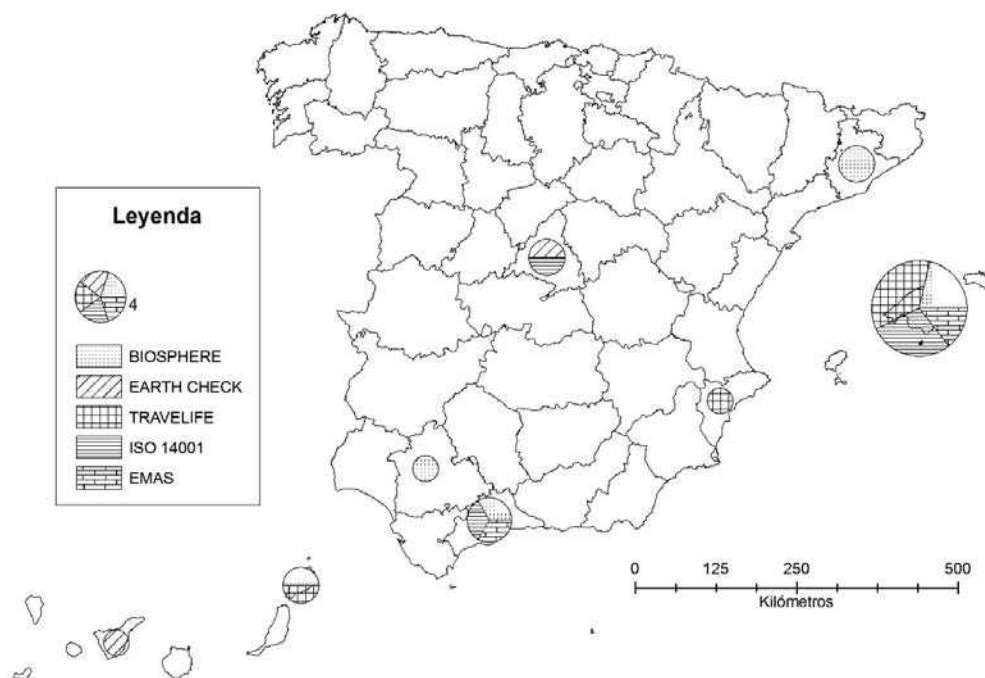 Leyenda
4
BIOSPHERE
EARTH CHECK
TRAVELIFE
ISO 14001
EMAS
0 125 250 500
Kilómetros